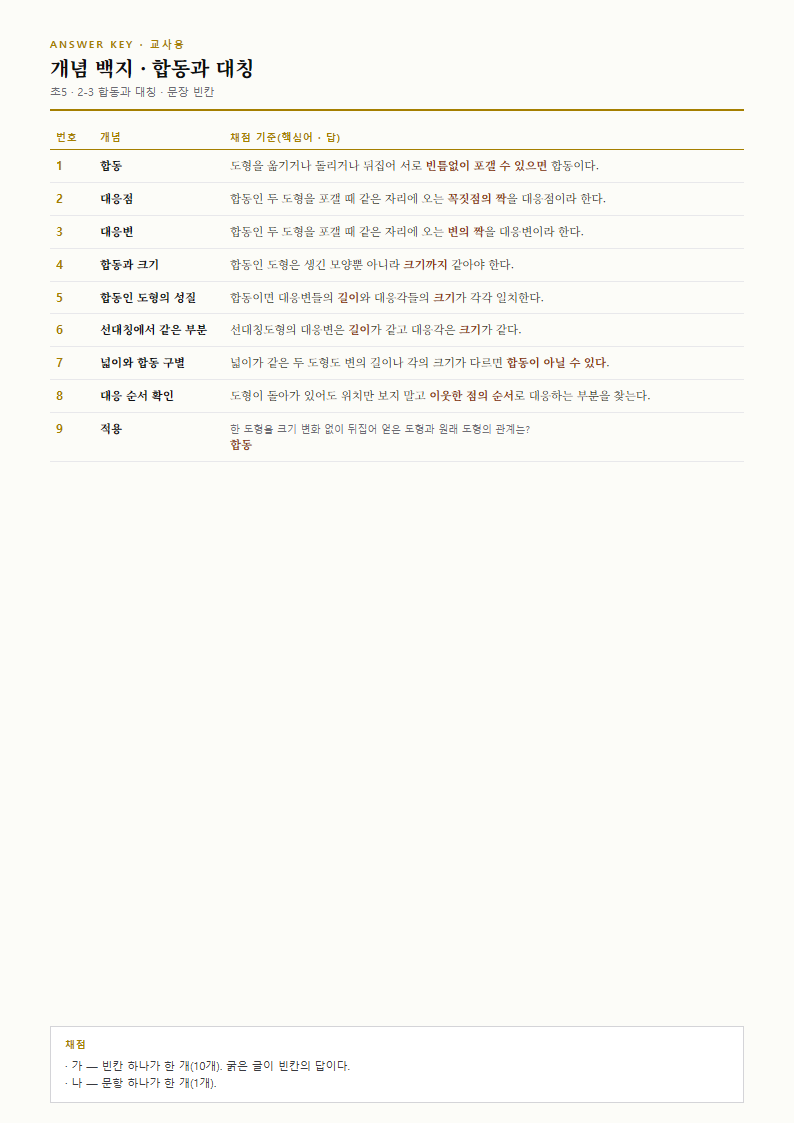 ANSWER KEY · 교사용
개념 백지 · 합동과 대칭
초5 · 2-3 합동과 대칭 · 문장 빈칸
번호 개념 채점 기준(핵심어 · 답)
1 합동 도형을 옮기거나 돌리거나 뒤집어 서로 빈틈없이 포갤 수 있으면 합동이다.
2 대응점 합동인 두 도형을 포갤 때 같은 자리에 오는 꼭짓점의 짝을 대응점이라 한다.
3 대응변 합동인 두 도형을 포갤 때 같은 자리에 오는 변의 짝을 대응변이라 한다.
4 합동과 크기 합동인 도형은 생긴 모양뿐 아니라 크기까지 같아야 한다.
5 합동인 도형의 성질 합동이면 대응변들의 길이와 대응각들의 크기가 각각 일치한다.
6 선대칭에서 같은 부분 선대칭도형의 대응변은 길이가 같고 대응각은 크기가 같다.
7 넓이와 합동 구별 넓이가 같은 두 도형도 변의 길이나 각의 크기가 다르면 합동이 아닐 수 있다.
8 대응 순서 확인 도형이 돌아가 있어도 위치만 보지 말고 이웃한 점의 순서로 대응하는 부분을 찾는다.
9 적용 한 도형을 크기 변화 없이 뒤집어 얻은 도형과 원래 도형의 관계는?
합동
채점
· 가 — 빈칸 하나가 한 개(10개). 굵은 글이 빈칸의 답이다.
· 나 — 문항 하나가 한 개(1개).